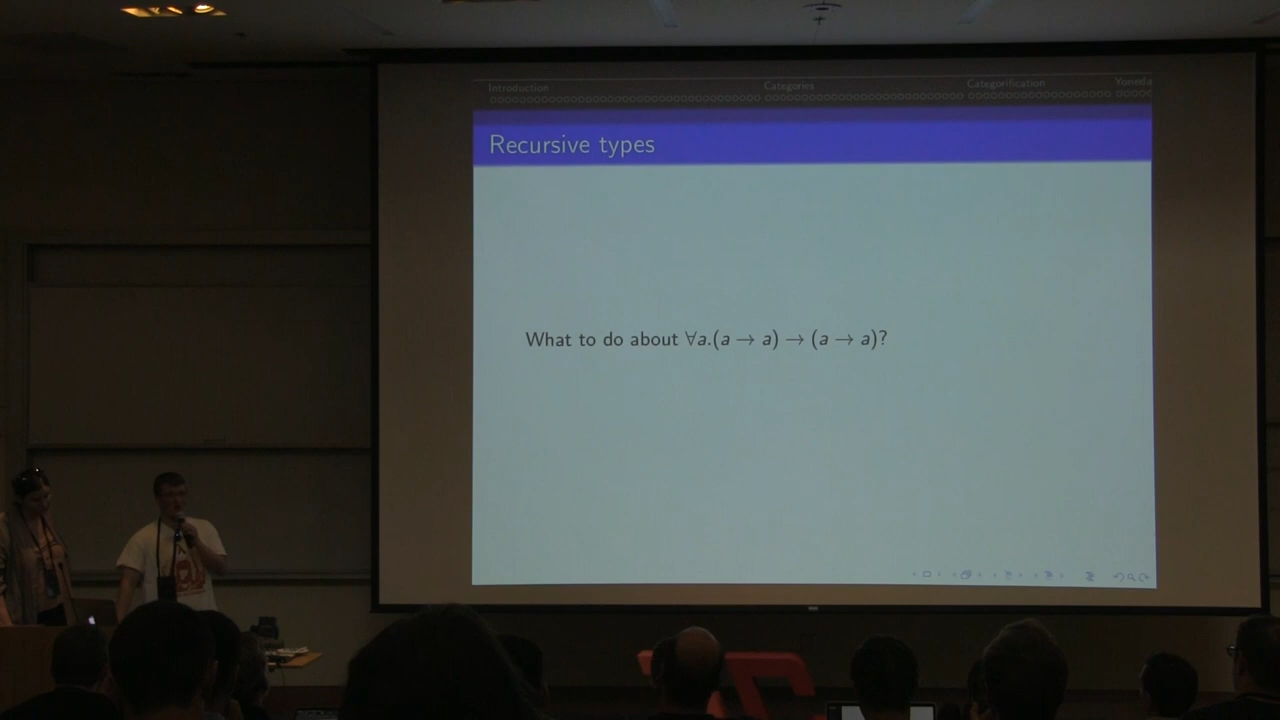 Introduction
Categories
Categorification
Yoneda
Recursive types
What to do about ∀a.(a → a) → (a → a)?